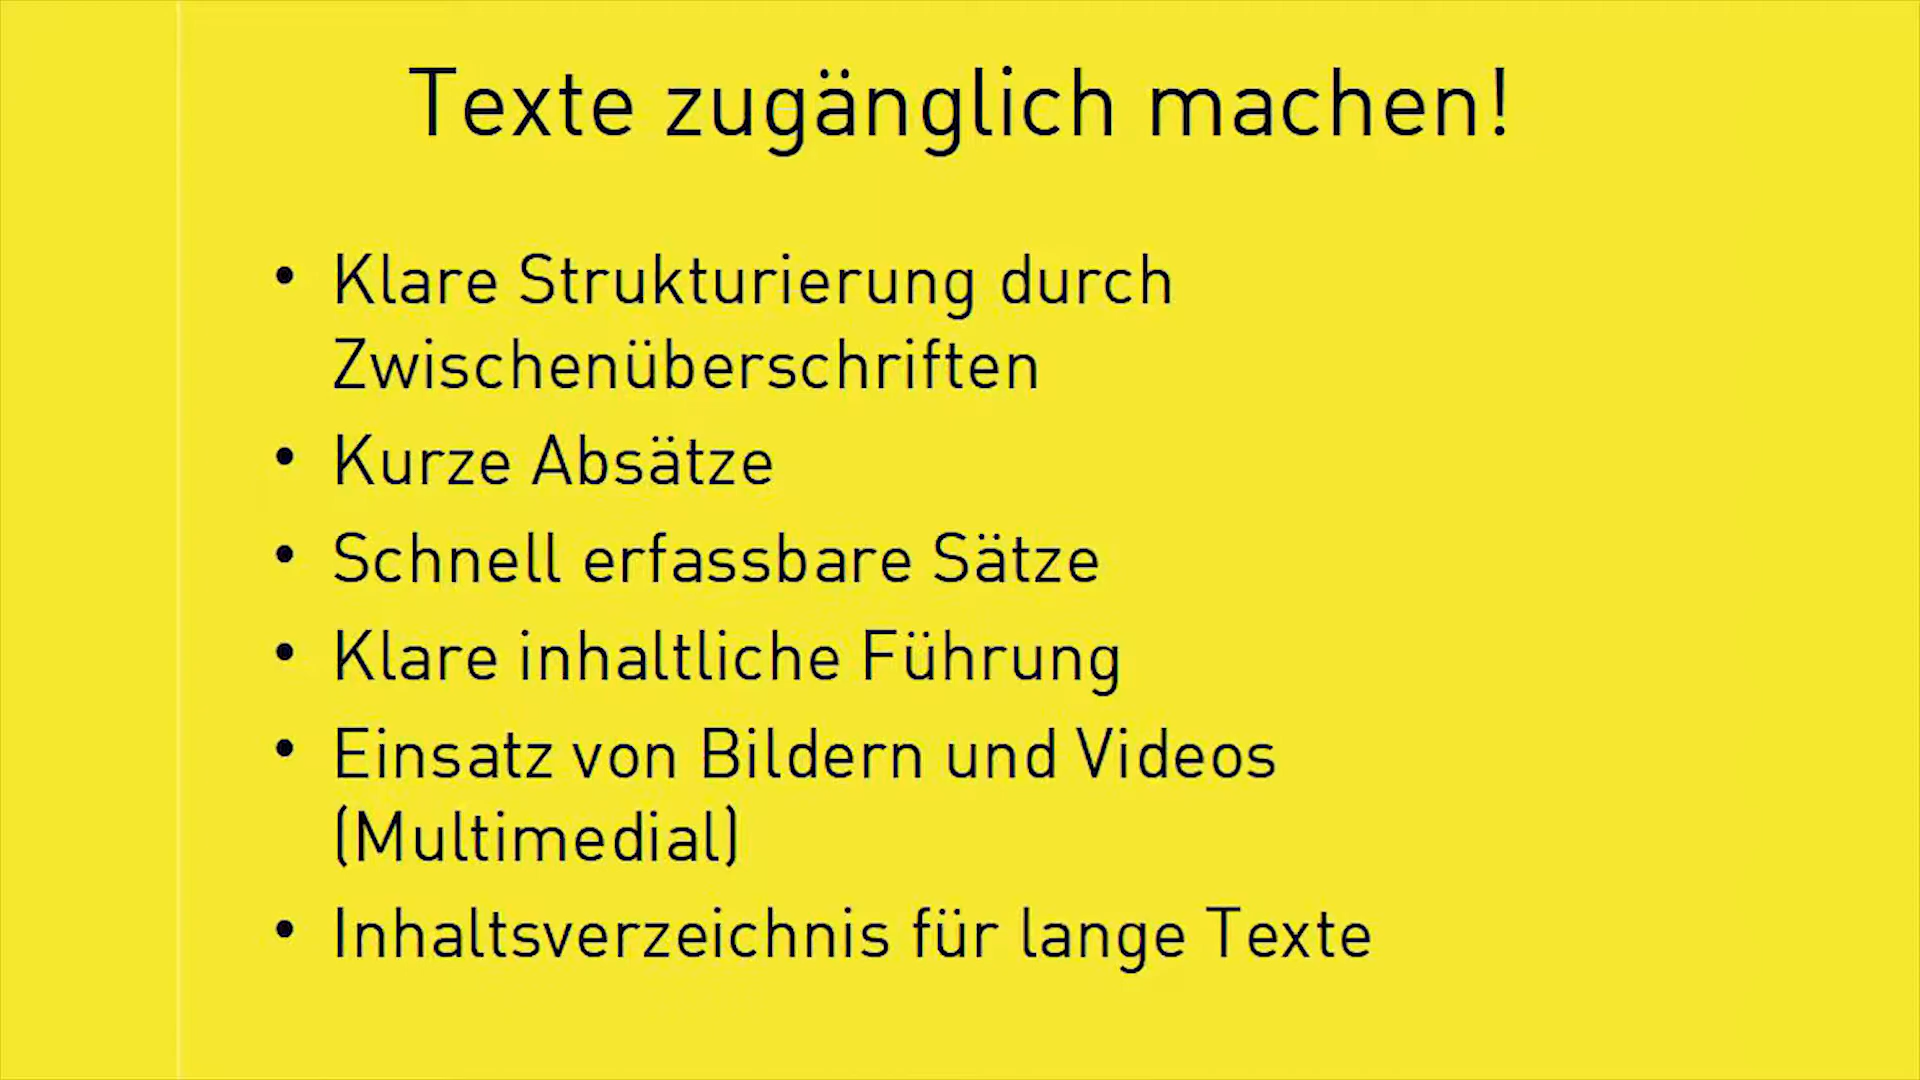 Texte zugänglich machen!
• Klare Strukturierung durch
Zwischenüberschriften
• Kurze Absätze
• Schnell erfassbare Sätze
• Klare inhaltliche Führung
• Einsatz von Bildern und Videos
(Multimedial)
• Inhaltsverzeichnis für lange Texte